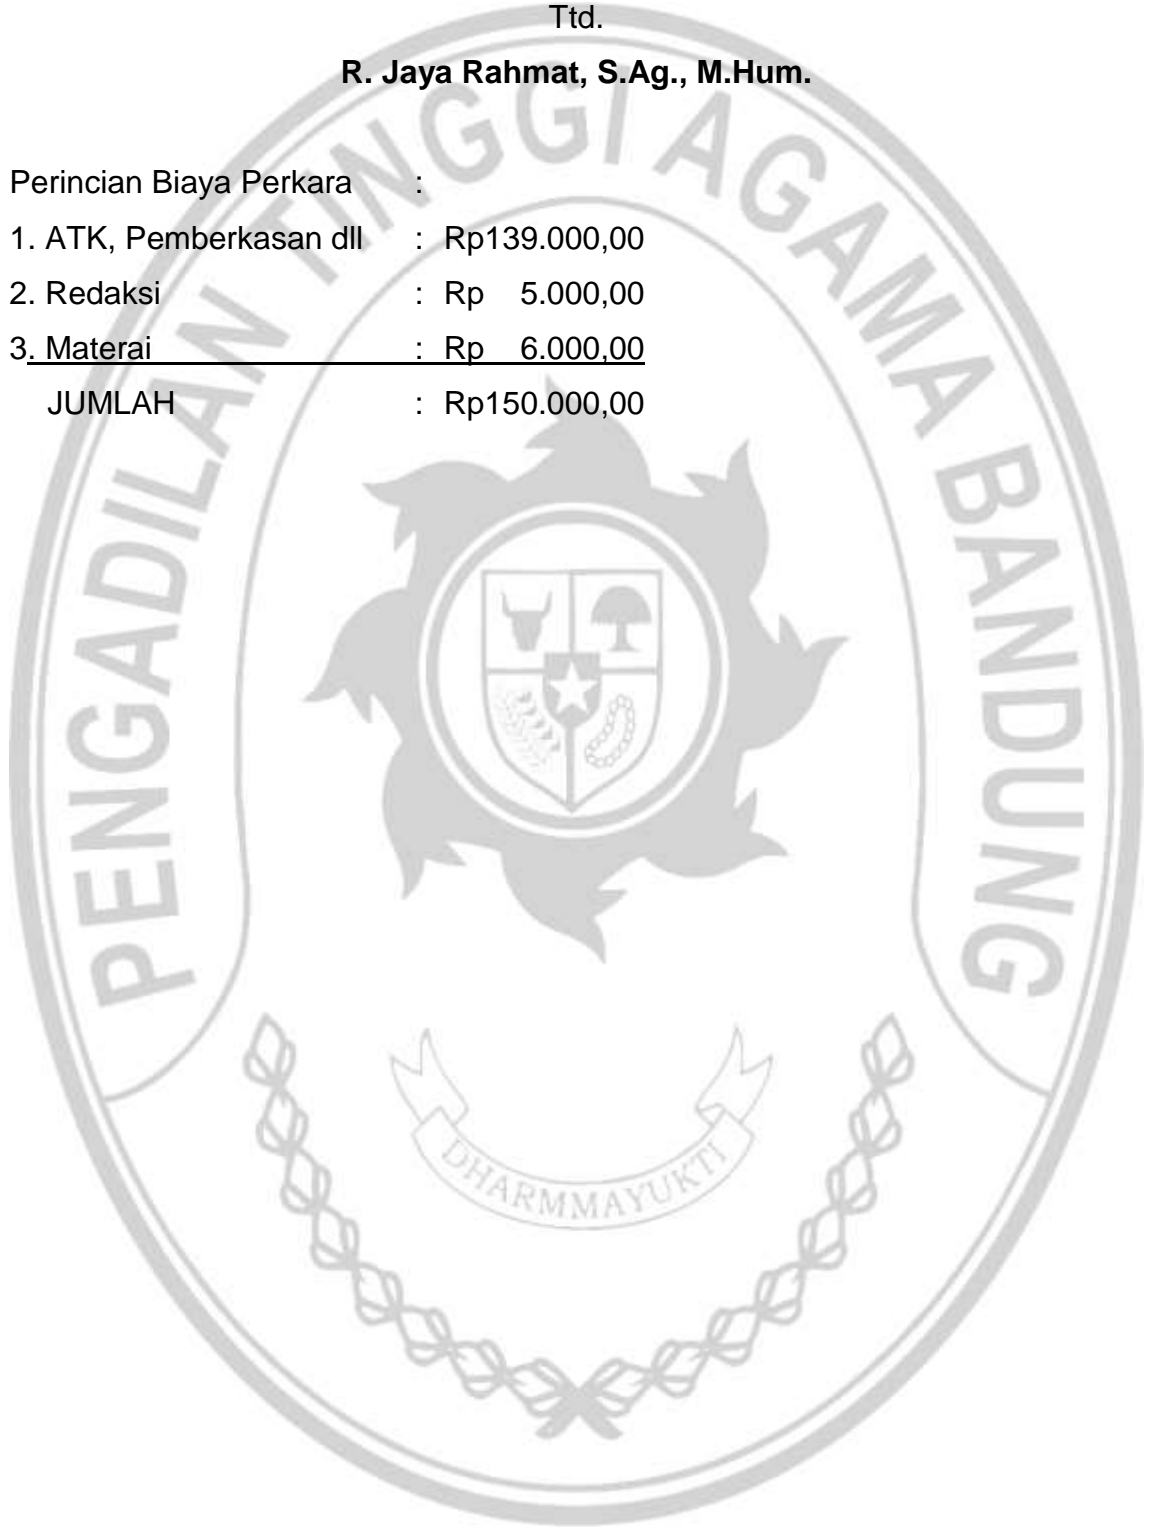 Ttd.
R. Jaya Rahmat, S.Ag., M.Hum.
Perincian Biaya Perkara :
1. ATK, Pemberkasan dll : Rp139.000,00
2. Redaksi : Rp 5.000,00
3. Materai : Rp 6.000,00
JUMLAH : Rp150.000,00
PENGADILAN TINGGI AGAMA BANDUNG
DHARMMAYUKTI